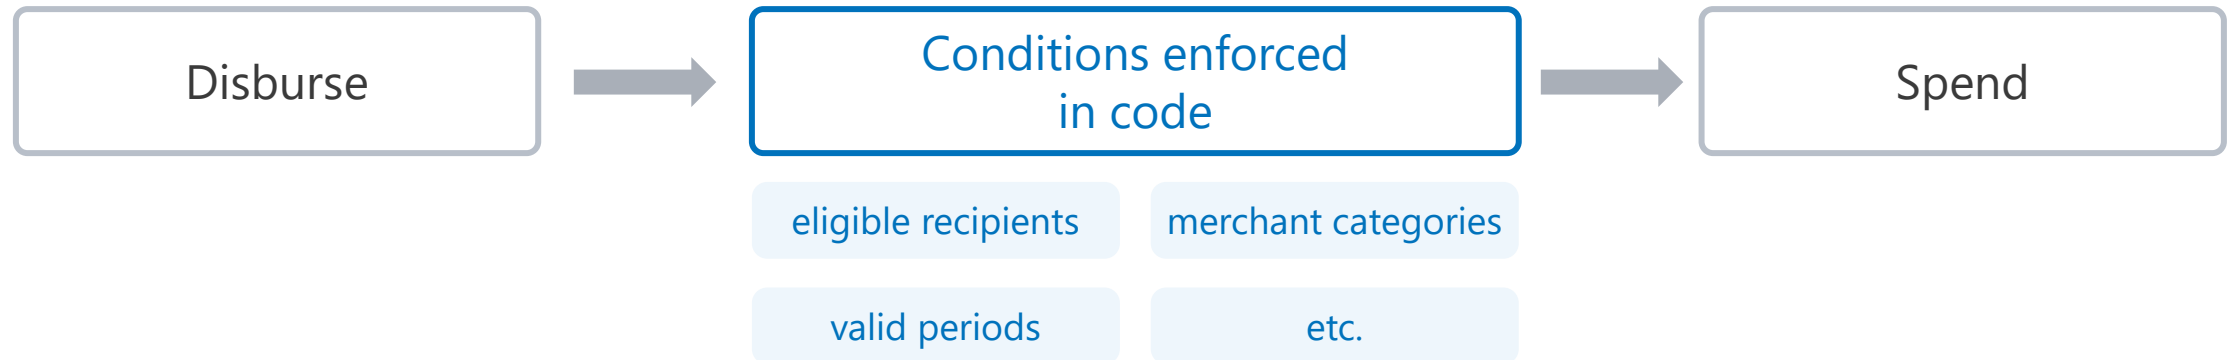 Disburse
Conditions enforced
in code
Spend
eligible recipients
merchant categories
valid periods
etc.